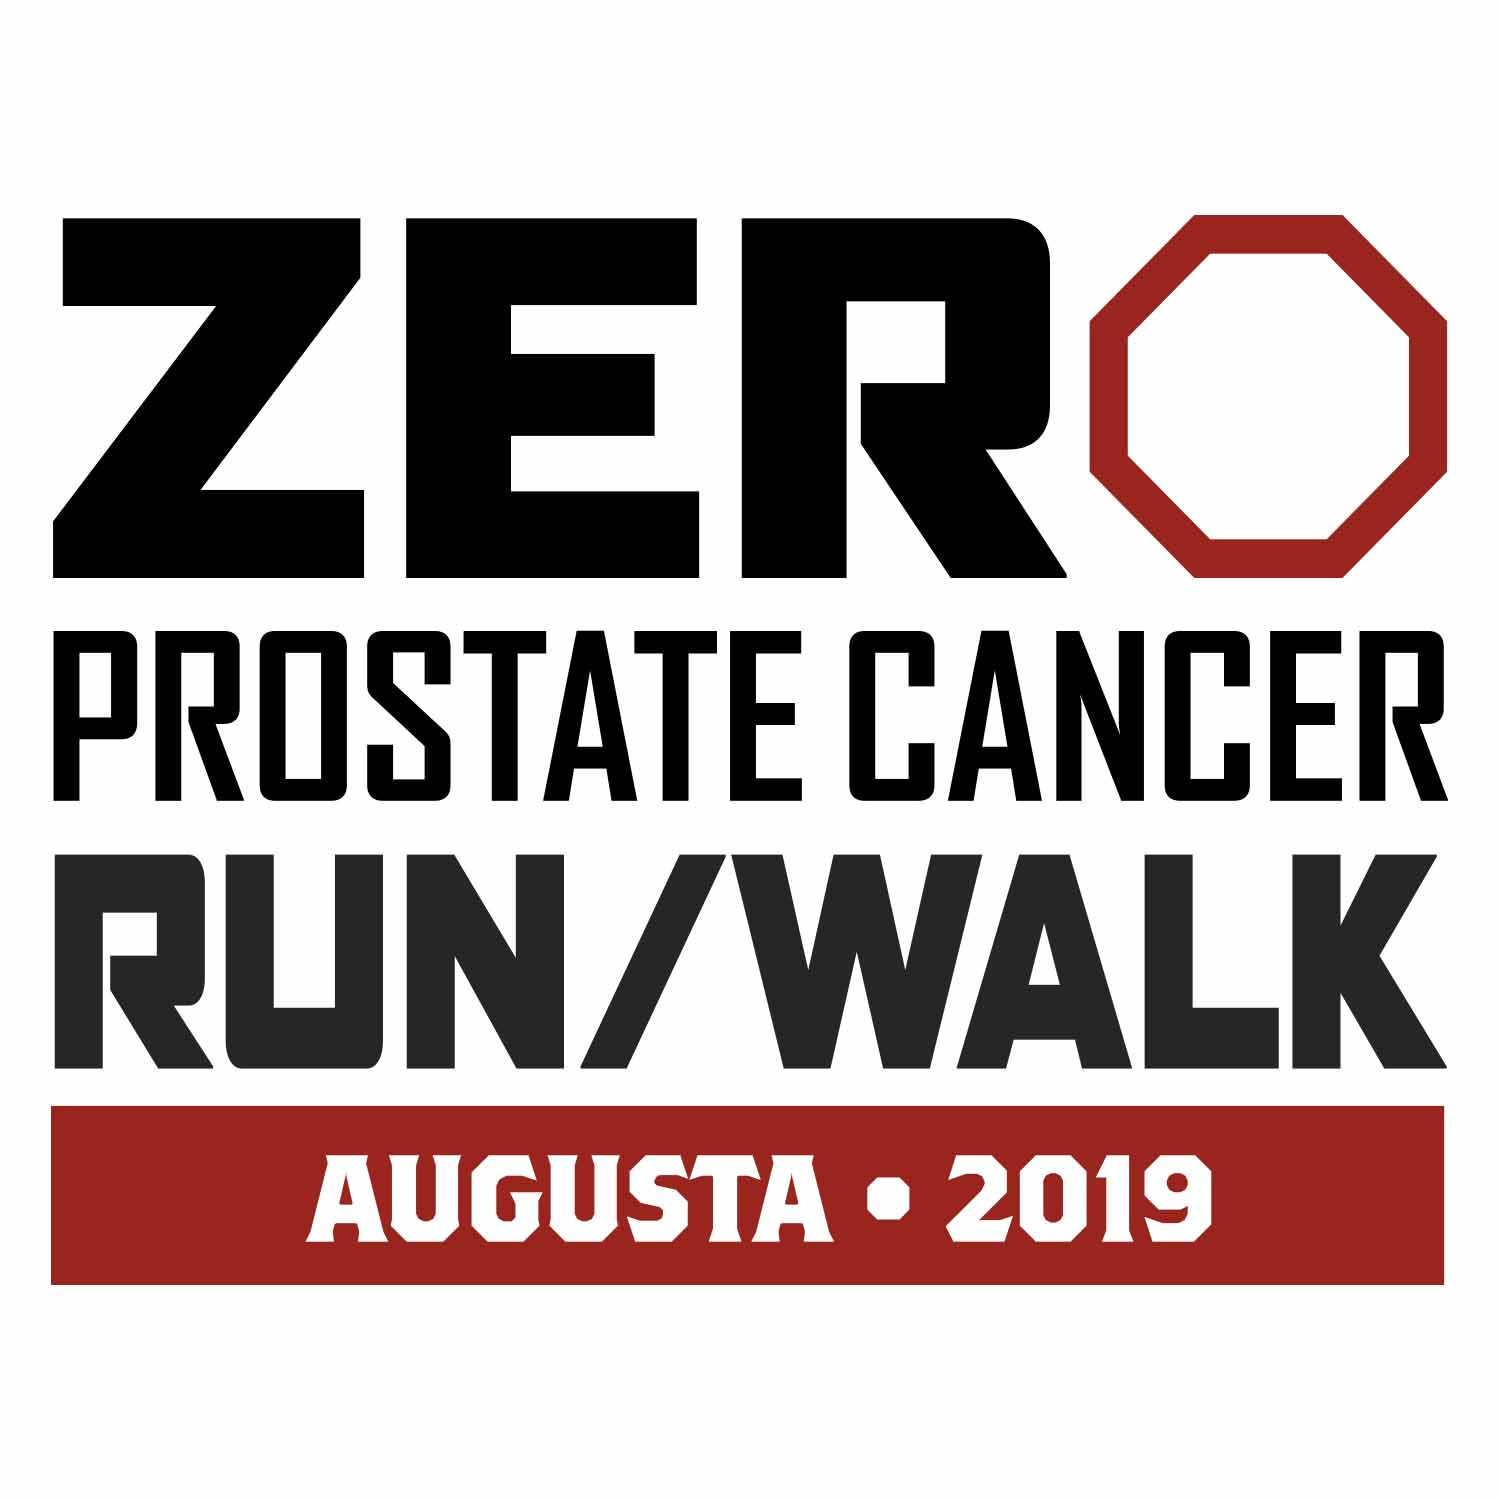 ZERO
PROSTATE CANCER
RUN/WALK
AUGUSTA • 2019